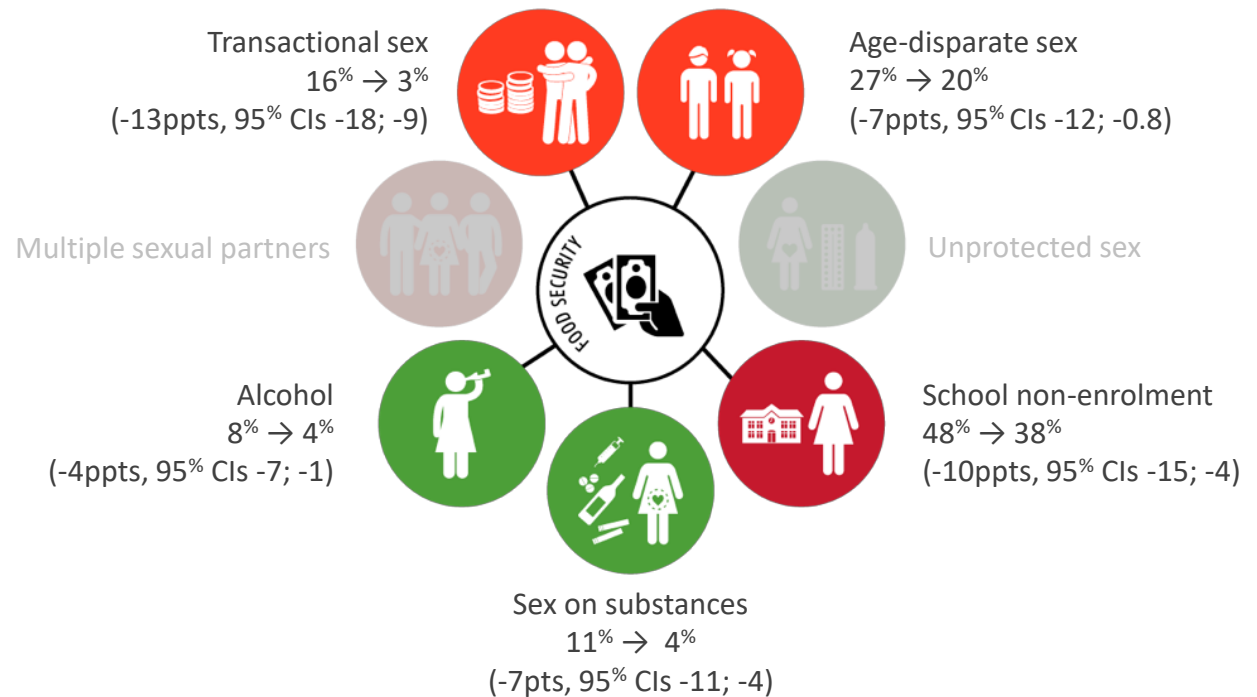 Transactional sex
16% → 3%
(-13ppts, 95% CIs -18; -9)
Age-disparate sex
27% → 20%
(-7ppts, 95% CIs -12; -0.8)
Multiple sexual partners
FOOD SECURITY
Unprotected sex
Alcohol
8% → 4%
(-4ppts, 95% CIs -7; -1)
School non-enrolment
48% → 38%
(-10ppts, 95% CIs -15; -4)
Sex on substances
11% → 4%
(-7pts, 95% CIs -11; -4)